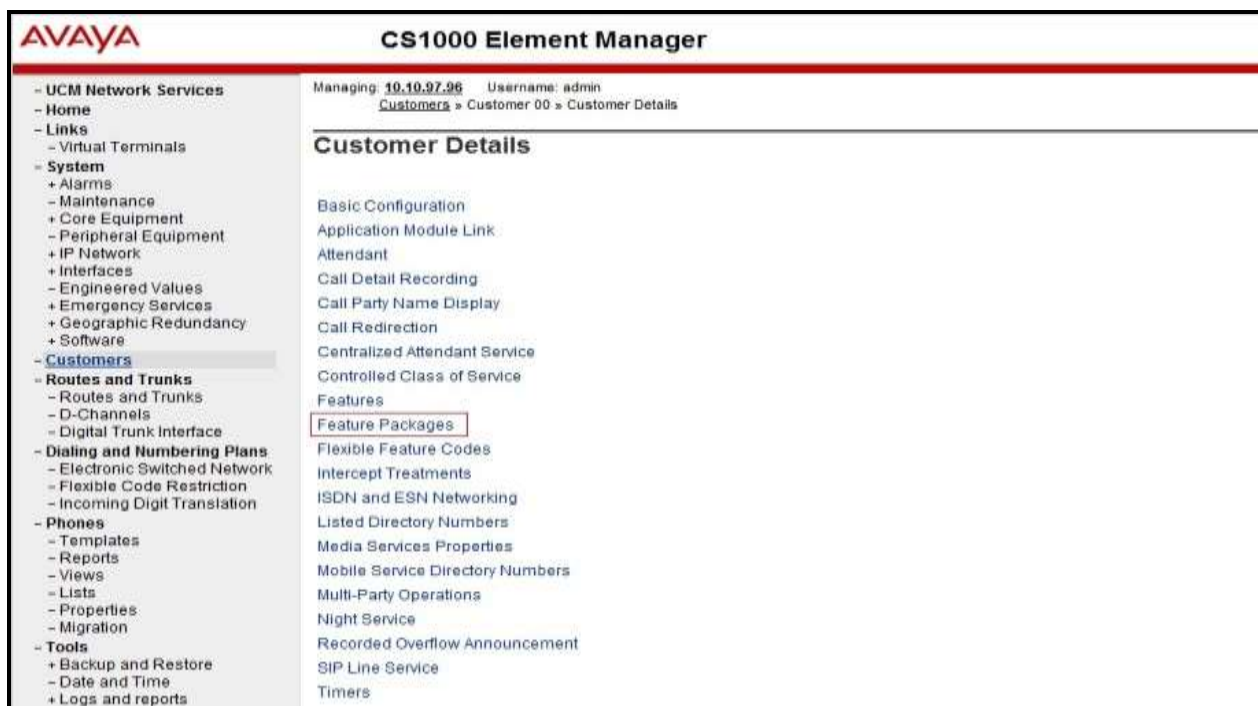 AVAYA
CS1000 Element Manager
- UCM Network Services
- Home
- Links
- Virtual Terminals
- System
+ Alarms
- Maintenance
+ Core Equipment
- Peripheral Equipment
+ IP Network
+ Interfaces
- Engineered Values
+ Emergency Services
+ Geographic Redundancy
+ Software
- Customers
- Routes and Trunks
- Routes and Trunks
- D-Channels
- Digital Trunk Interface
- Dialing and Numbering Plans
- Electronic Switched Network
- Flexible Code Restriction
- Incoming Digit Translation
- Phones
- Templates
- Reports
- Views
- Lists
- Properties
- Migration
- Tools
+ Backup and Restore
- Date and Time
+ Logs and reports
Managing: 10.10.97.96 Username: admin
Customers » Customer 00 » Customer Details
Customer Details
Basic Configuration
Application Module Link
Attendant
Call Detail Recording
Call Party Name Display
Call Redirection
Centralized Attendant Service
Controlled Class of Service
Features
Feature Packages
Flexible Feature Codes
Intercept Treatments
ISDN and ESN Networking
Listed Directory Numbers
Media Services Properties
Mobile Service Directory Numbers
Multi-Party Operations
Night Service
Recorded Overflow Announcement
SIP Line Service
Timers